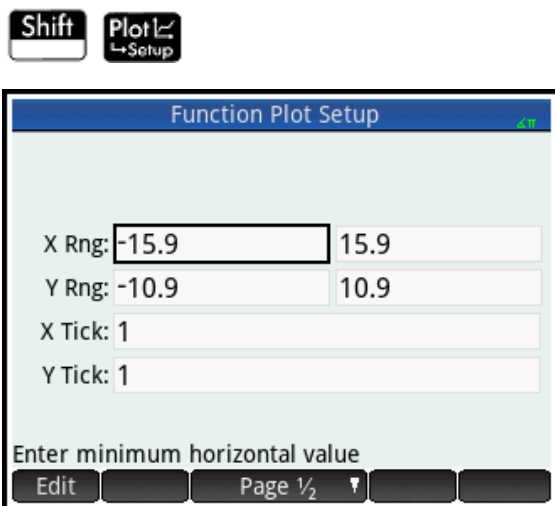 Shift Plot
↳Setup
Function Plot Setup
∡π
X Rng: -15.9 15.9
Y Rng: -10.9 10.9
X Tick: 1
Y Tick: 1
Enter minimum horizontal value
Edit Page ½